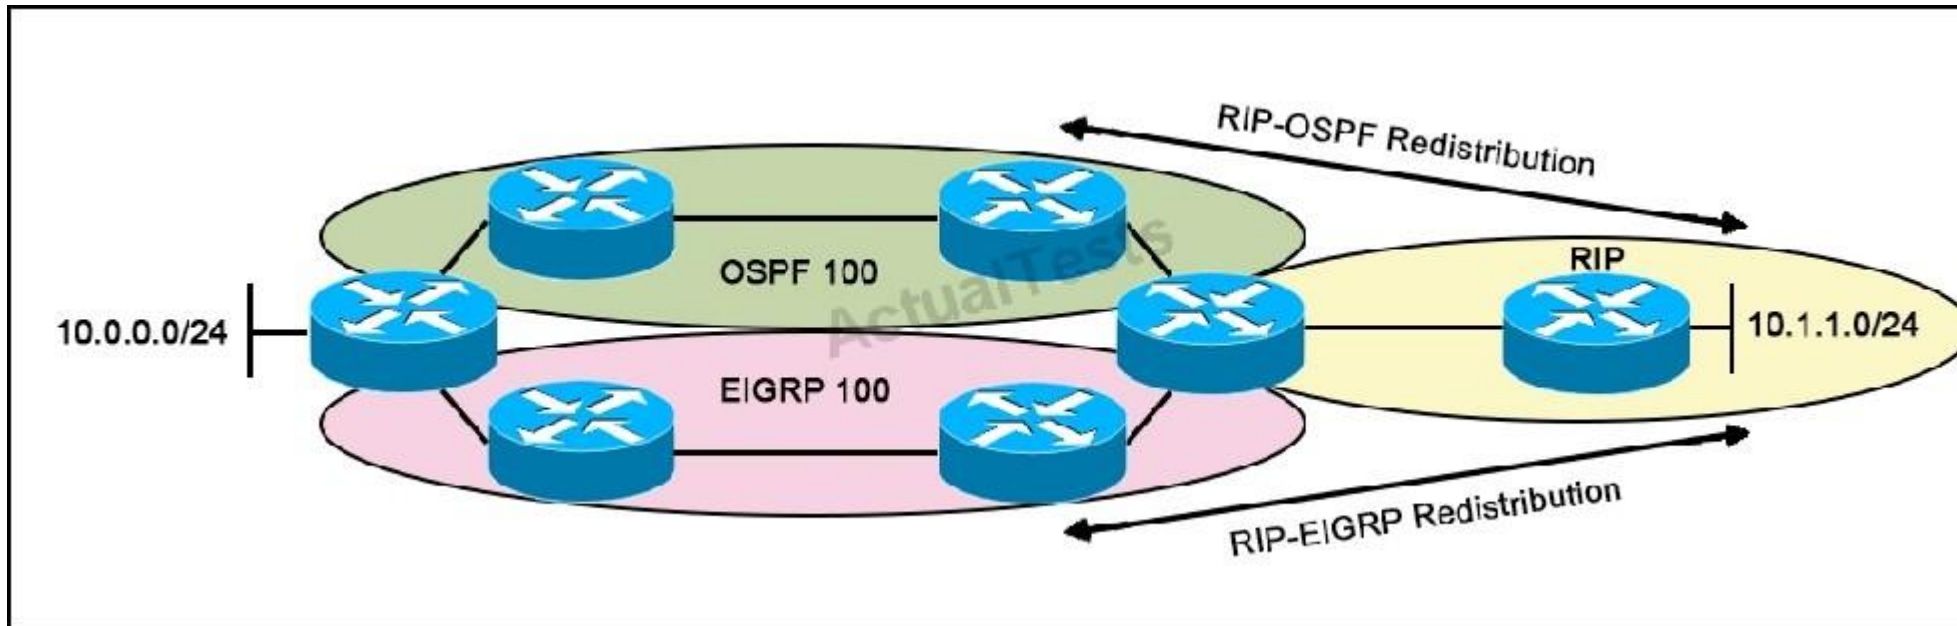 RIP-OSPF Redistribution
RIP
OSPF 100
ActualTests
10.0.0.0/24
10.1.1.0/24
EIGRP 100
RIP-EIGRP Redistribution